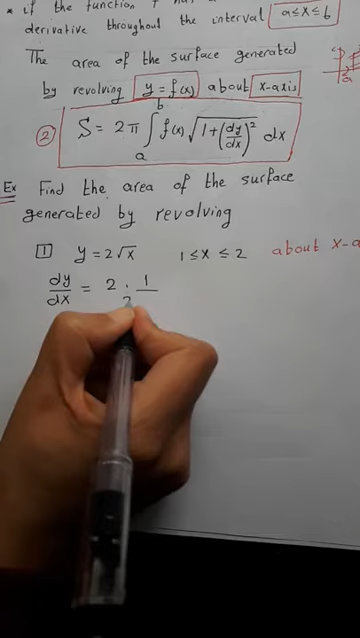 * if the function f has a
derivative throughout the interval a ≤ x ≤ b
The area of the surface generated
by revolving y = f(x) about x-axis
② S = 2π ∫_a^b f(x) √(1+(dy/dx)²) dx
Ex Find the area of the surface
generated by revolving
1 y = 2√x 1 ≤ x ≤ 2 about x-a
dy/dx = 2 · 1/2